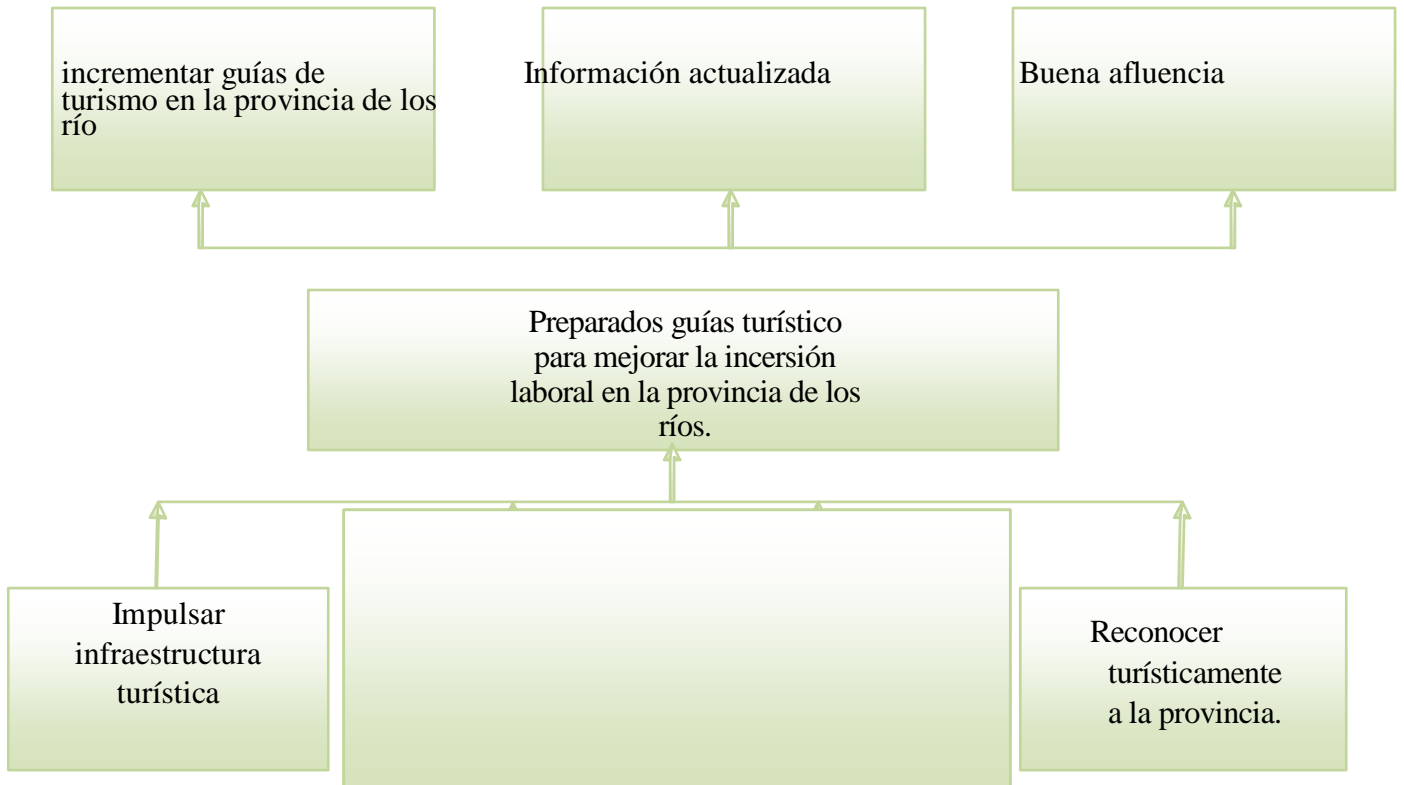 incrementar guías de
turismo en la provincia de los
río
Información actualizada
Buena afluencia
Preparados guías turístico
para mejorar la incersión
laboral en la provincia de los
ríos.
Impulsar
infraestructura
turística
Reconocer
turísticamente
a la provincia.